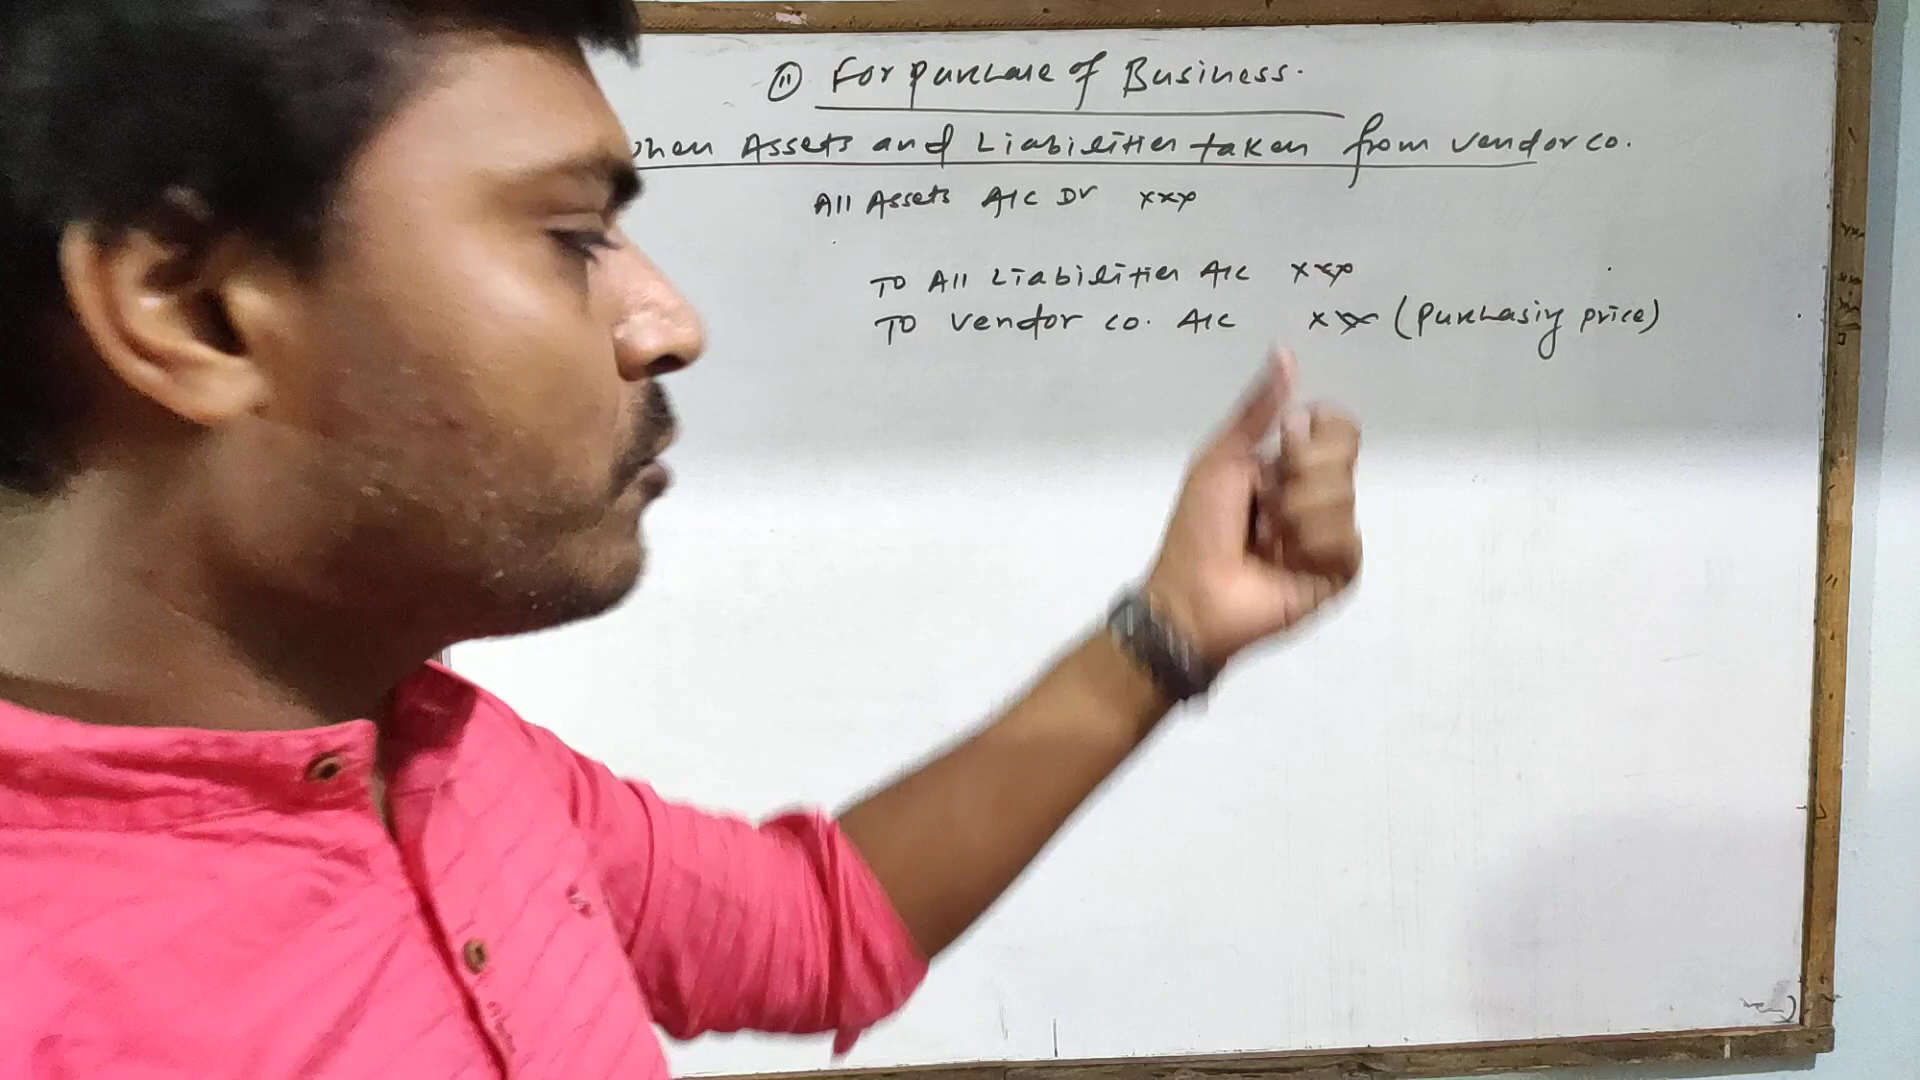 (11) For purchase of Business.
when Assets and Liabilities taken from vendor co.
All Assets A/C Dr xxx
To All Liabilities A/C xxx
To vendor co. A/C xxx (purchasing price)